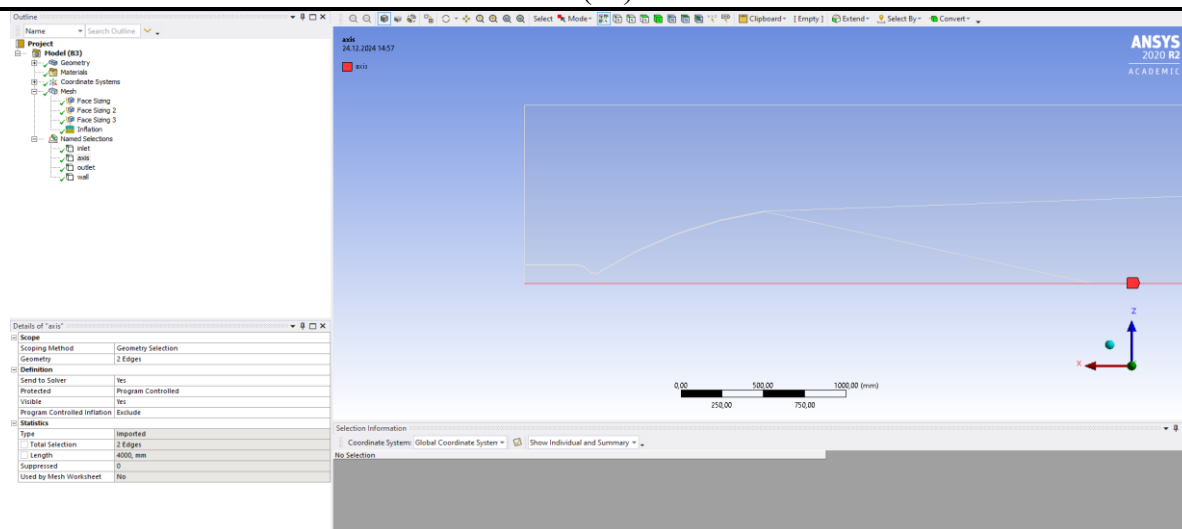 Outline
Name Search Outline
Project
Model (B3)
Geometry
Materials
Coordinate Systems
Mesh
Face Sizing
Face Sizing 2
Face Sizing 3
Inflation
Named Selections
inlet
axis
outlet
wall
Details of "axis"
Scope
Scoping Method Geometry Selection
Geometry 2 Edges
Definition
Send to Solver Yes
Protected Program Controlled
Visible Yes
Program Controlled Inflation Exclude
Statistics
Type Imported
Total Selection 2 Edges
Length 4000, mm
Suppressed 0
Used by Mesh Worksheet No
Select Mode Clipboard [ Empty ] Extend Select By Convert
axis
24.12.2024 14:57
axis
ANSYS
2020 R2
ACADEMIC
Z
X
0,00 500,00 1000,00 (mm)
250,00 750,00
Selection Information
Coordinate System: Global Coordinate System Show Individual and Summary
No Selection